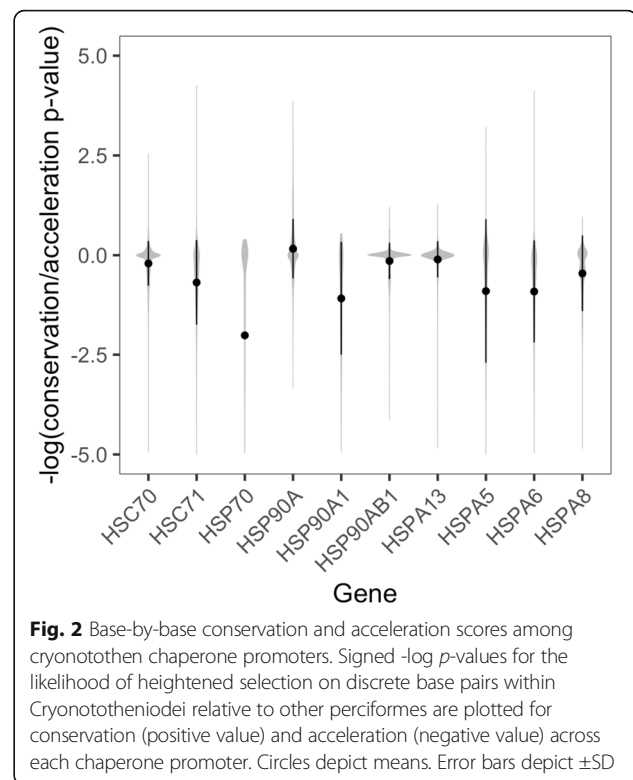 -log(conservation/acceleration p-value)
5.0
2.5
0.0
-2.5
-5.0
HSC70
HSC71
HSP70
HSP90A
HSP90A1
HSP90AB1
HSPA13
HSPA5
HSPA6
HSPA8
Gene
Fig. 2 Base-by-base conservation and acceleration scores among
cryonotothen chaperone promoters. Signed -log p-values for the
likelihood of heightened selection on discrete base pairs within
Cryonototheniodei relative to other perciformes are plotted for
conservation (positive value) and acceleration (negative value) across
each chaperone promoter. Circles depict means. Error bars depict ±SD